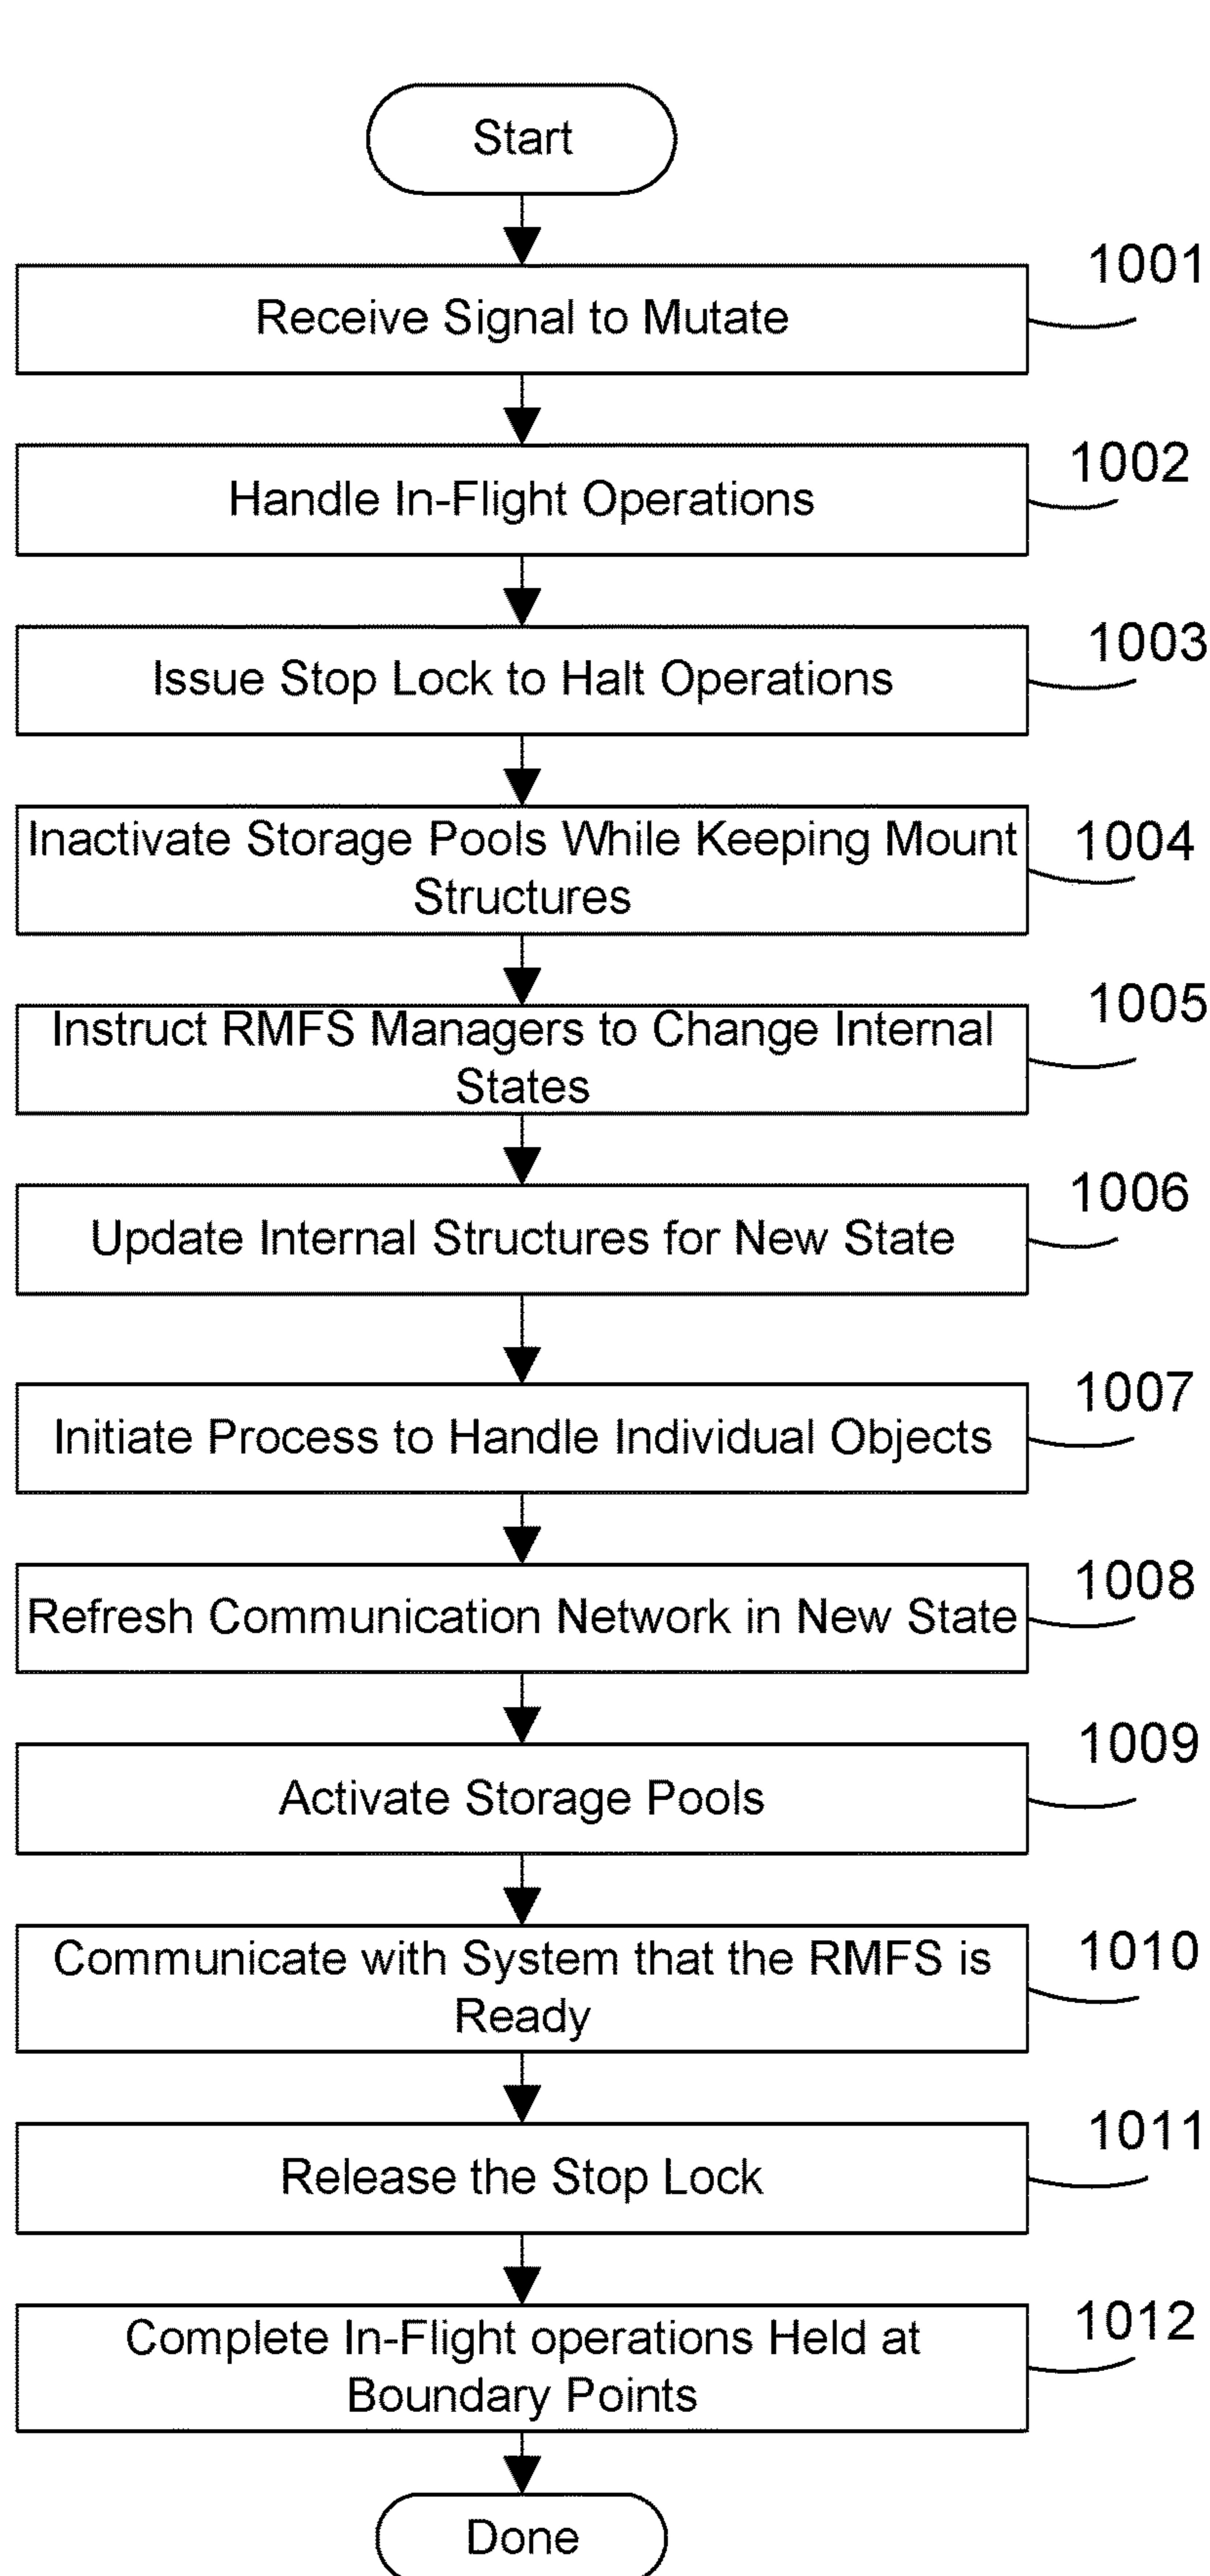 Start
Receive Signal to Mutate
1001
Handle In-Flight Operations
1002
Issue Stop Lock to Halt Operations
1003
Inactivate Storage Pools While Keeping Mount
Structures
1004
Instruct RMFS Managers to Change Internal
States
1005
Update Internal Structures for New State
1006
Initiate Process to Handle Individual Objects
1007
Refresh Communication Network in New State
1008
Activate Storage Pools
1009
Communicate with System that the RMFS is
Ready
1010
Release the Stop Lock
1011
Complete In-Flight operations Held at
Boundary Points
1012
Done